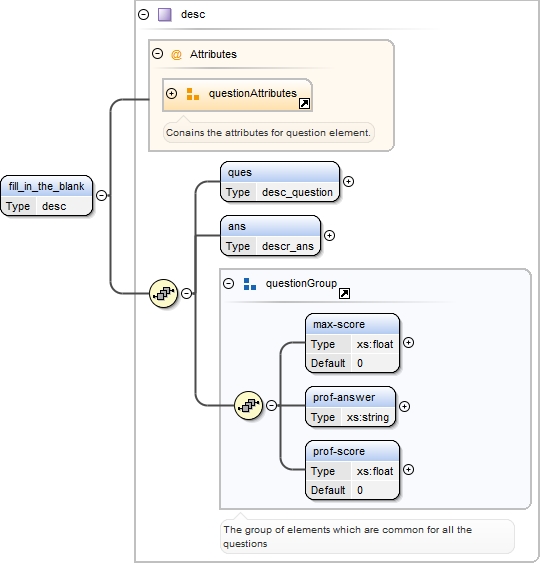 desc
@ Attributes
questionAttributes
Conains the attributes for question element.
fill_in_the_blank
Type desc
ques
Type desc_question
ans
Type descr_ans
questionGroup
max-score
Type xs:float
Default 0
prof-answer
Type xs:string
prof-score
Type xs:float
Default 0
The group of elements which are common for all the
questions